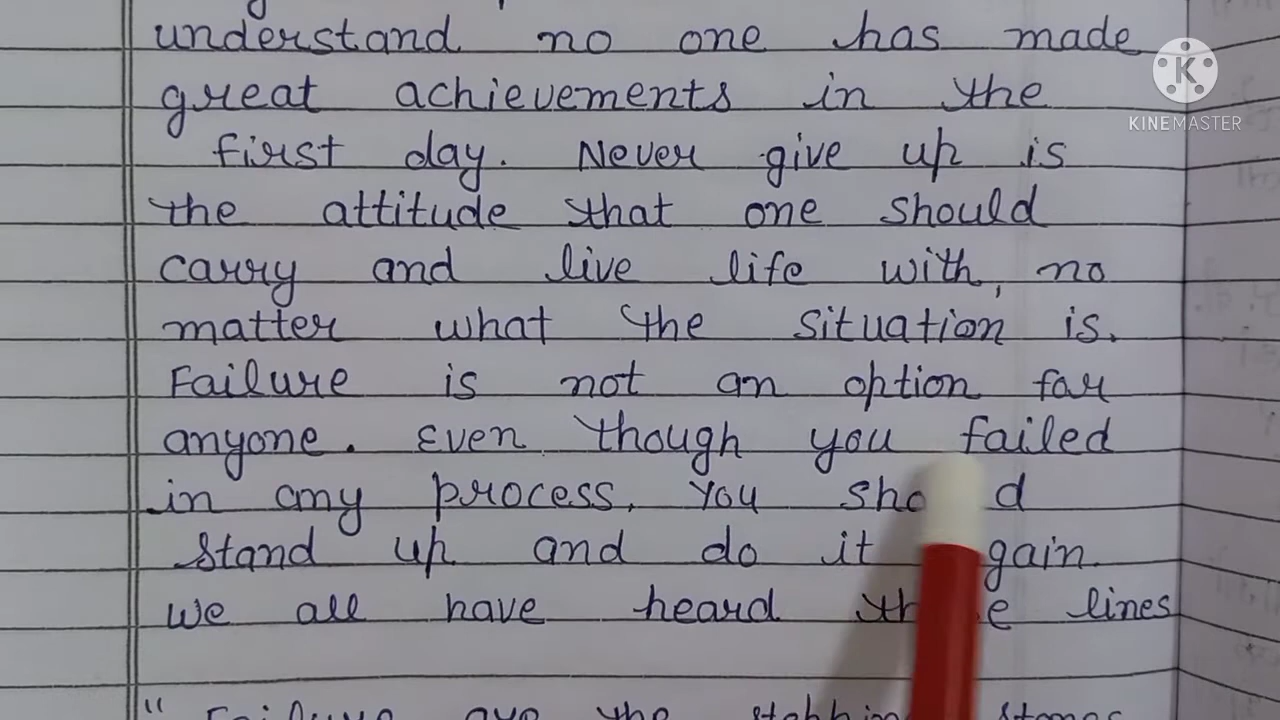 understand no one has made
great achievements in the
first day. Never give up is
the attitude that one should
carry and live life with, no
matter what the situation is.
Failure is not an option for
anyone. Even though you failed
in any process, you
stand up and do it
We all have heard lines
" Failure are the
K
KINEMASTER